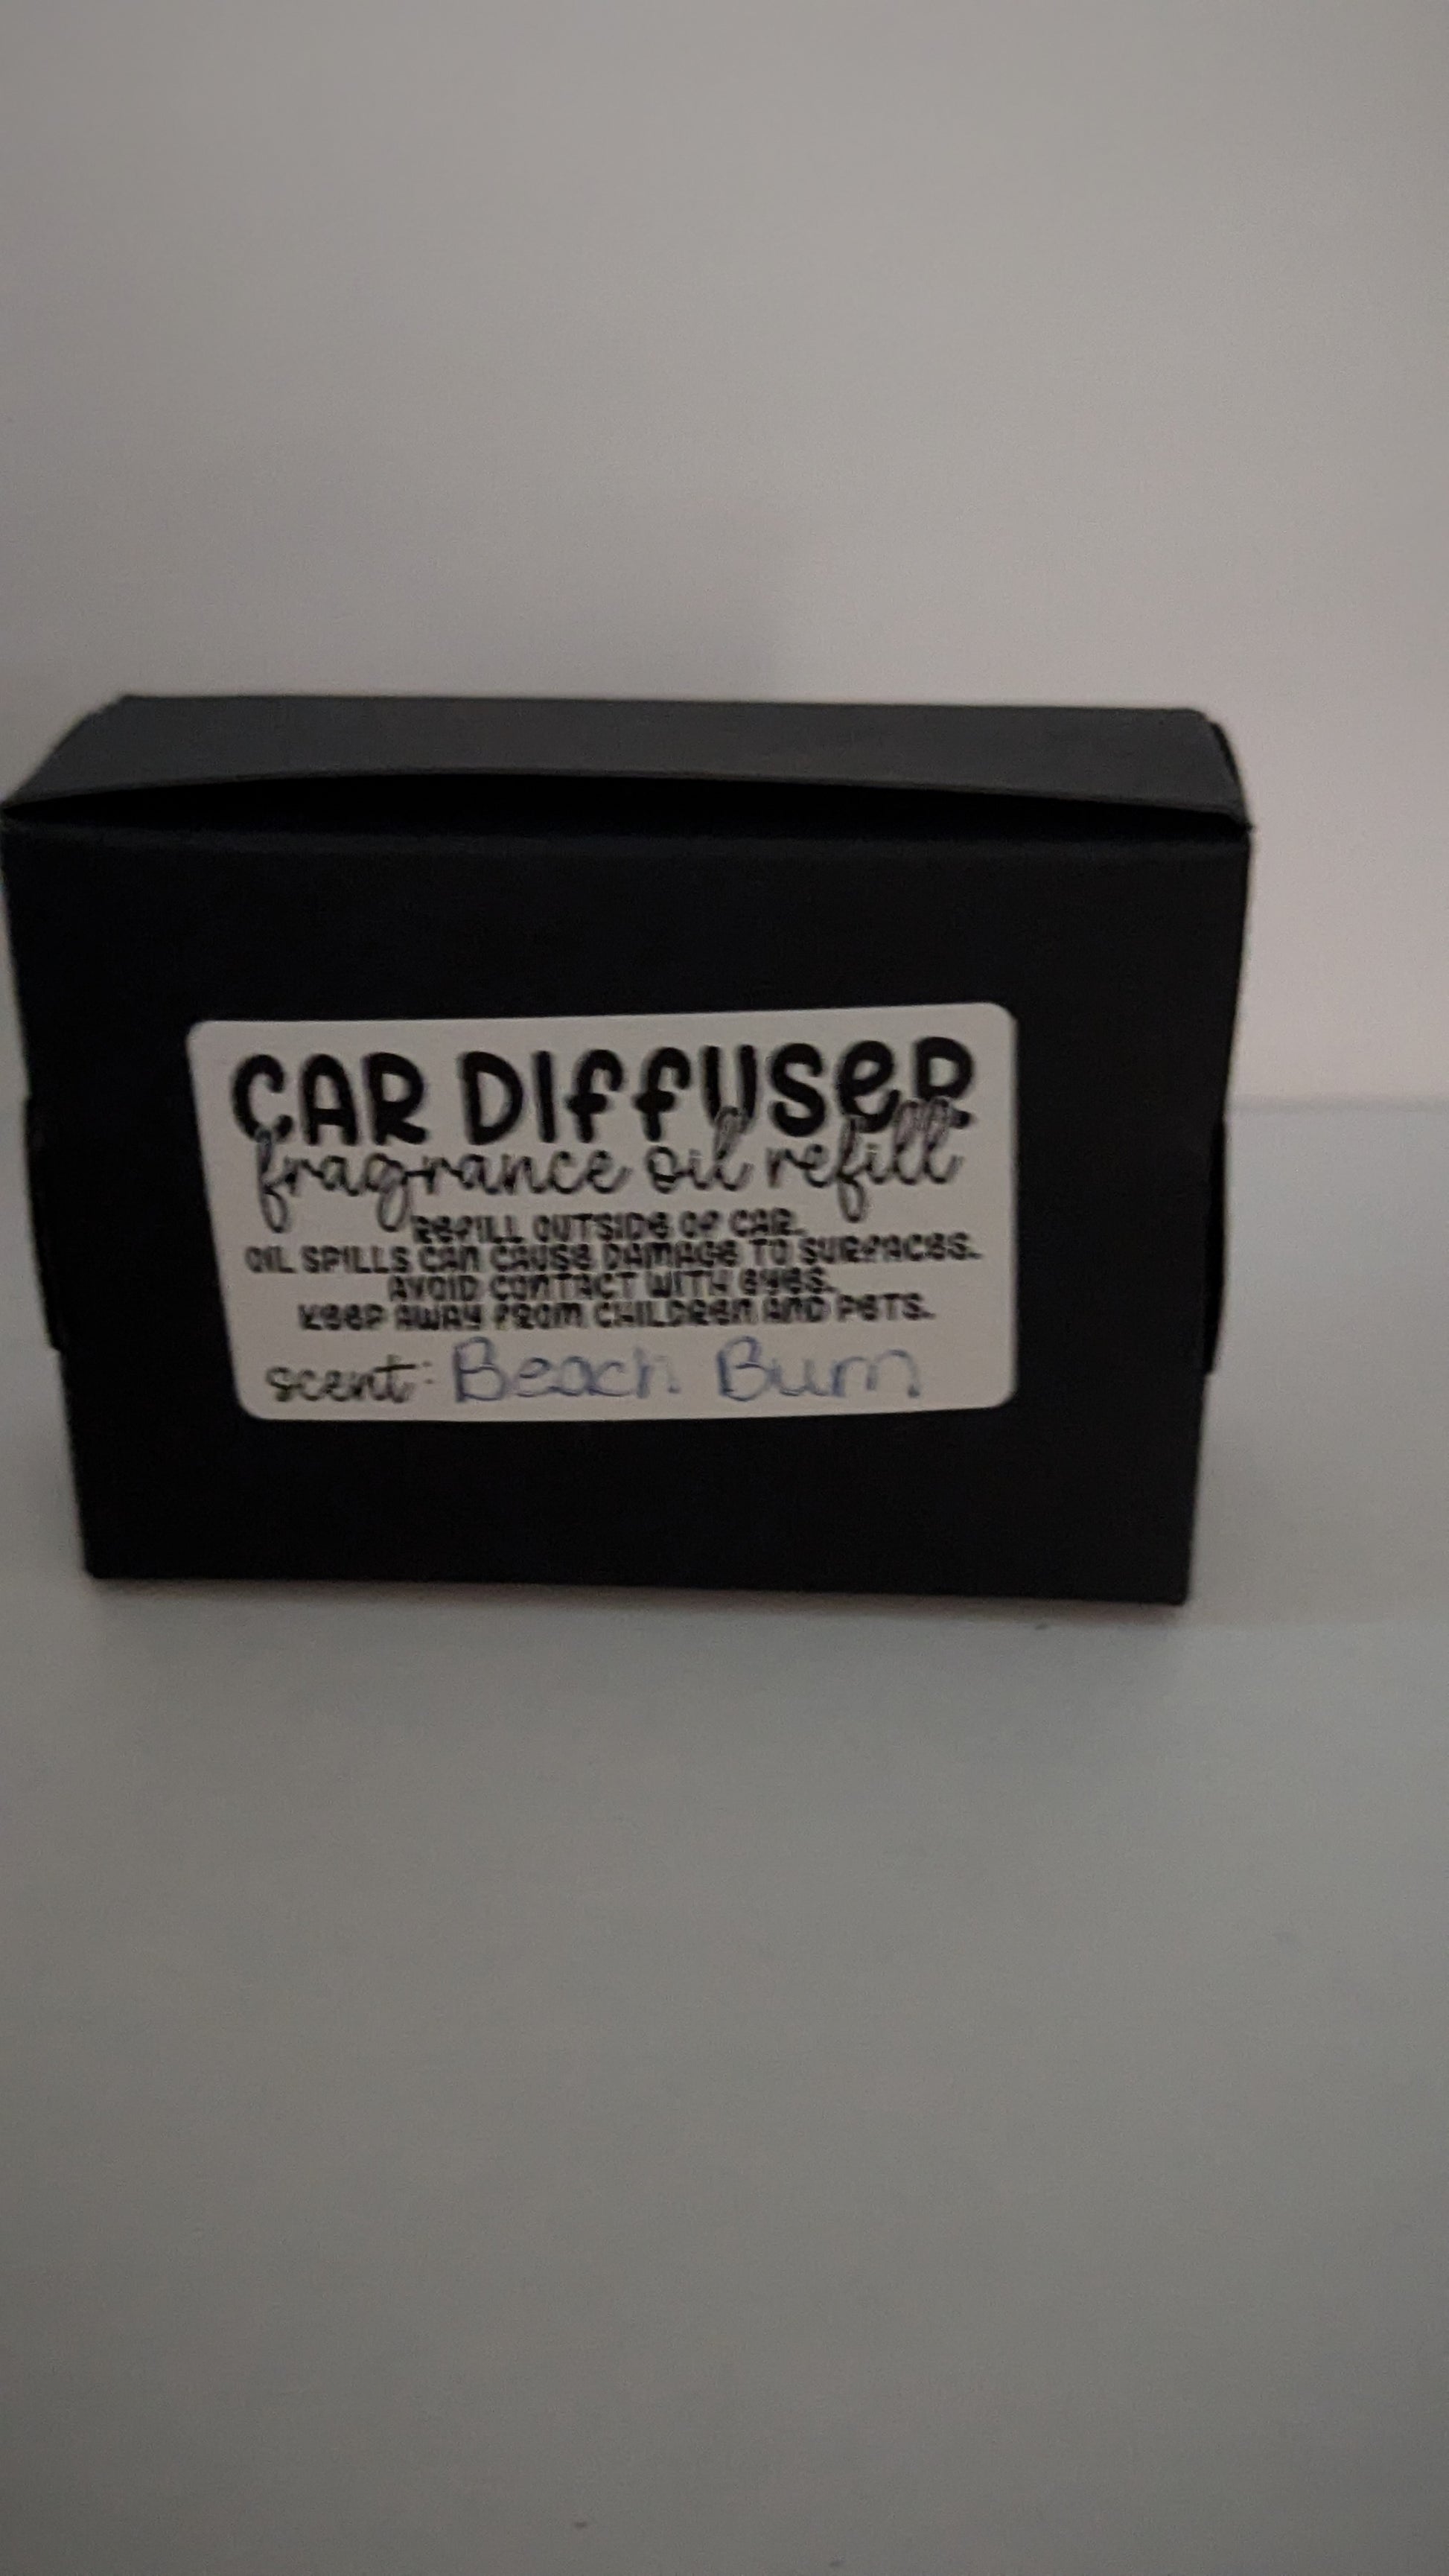 CAR DIffUSeR
fragrance oil refill
REFILL OUTSIDE OF CAR.
OIL SPILLS CAN CAUSE DAMAGE TO SURFACES.
AVOID CONTACT WITH EYES.
KEEP AWAY FROM CHILDREN AND PETS.
scent: Beach Bum